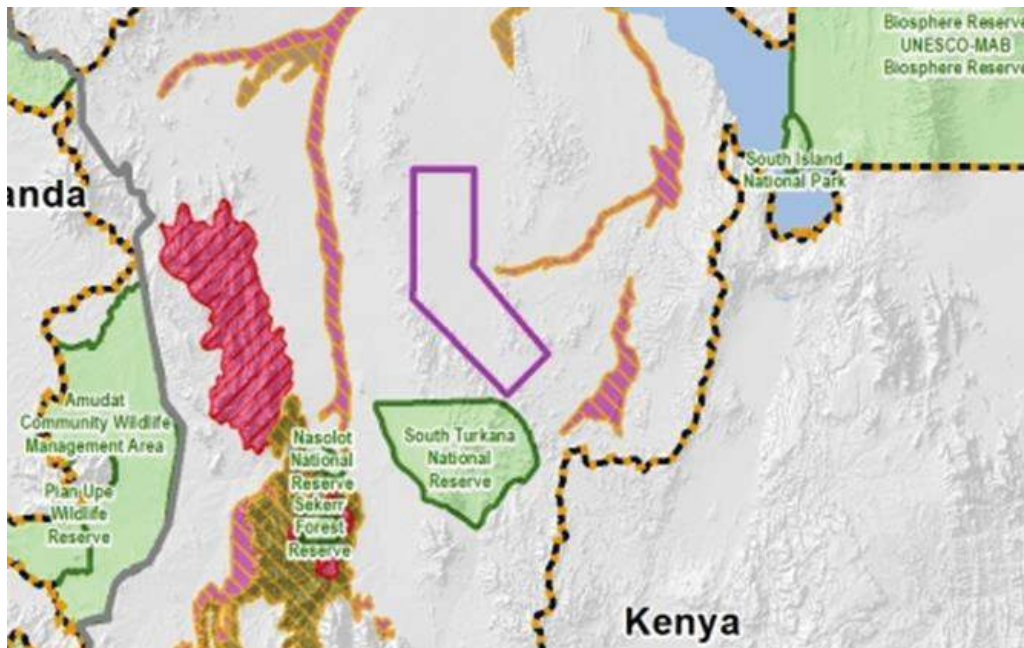 Biosphere Reserve
UNESCO-MAB
Biosphere Reserve
South Island
National Park
anda
Amudat
Community Wildlife
Management Area
Pian Upe
Wildlife
Reserve
Nasolot
National
Reserve
Sekerr
Forest
Reserve
South Turkana
National
Reserve
Kenya